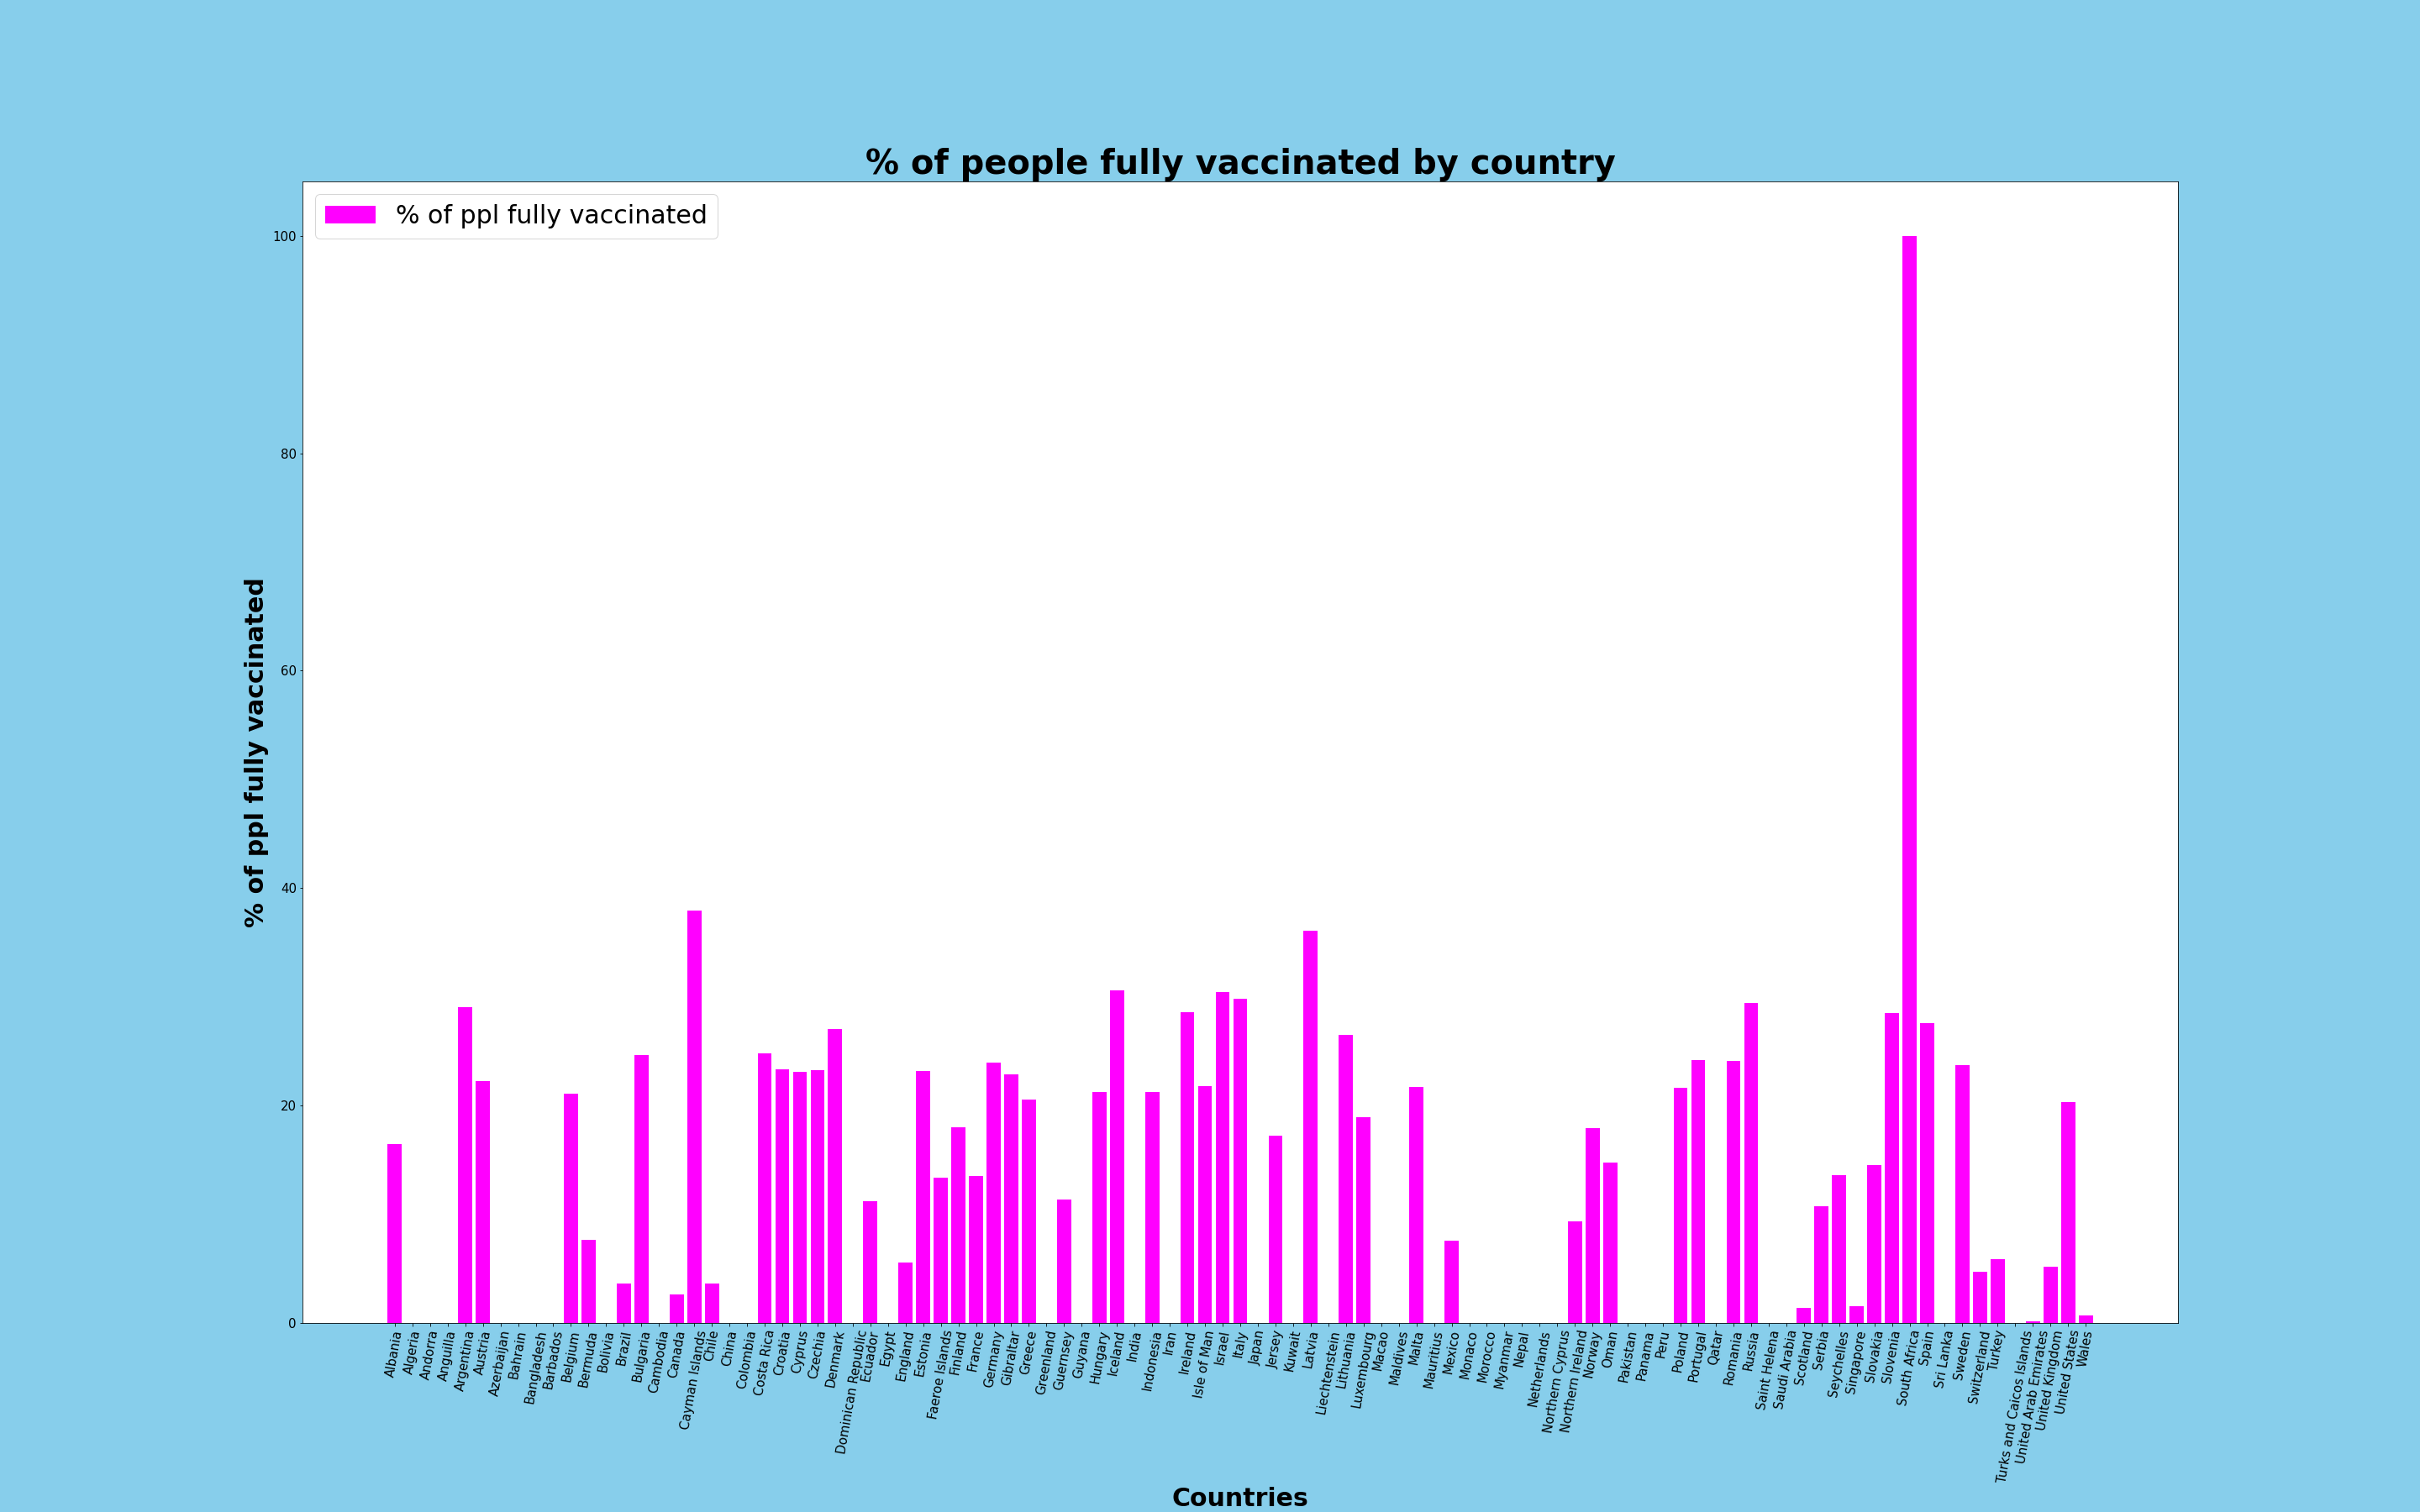 % of people fully vaccinated by country
% of ppl fully vaccinated
% of ppl fully vaccinated
100
80
60
40
20
0
Albania
Algeria
Andorra
Anguilla
Argentina
Austria
Azerbaijan
Bahrain
Bangladesh
Barbados
Belgium
Bermuda
Bolivia
Brazil
Bulgaria
Cambodia
Canada
Cayman Islands
Chile
China
Colombia
Costa Rica
Croatia
Cyprus
Czechia
Denmark
Dominican Republic
Ecuador
Egypt
England
Estonia
Faeroe Islands
Finland
France
Germany
Gibraltar
Greece
Greenland
Guernsey
Guyana
Hungary
Iceland
India
Indonesia
Iran
Ireland
Isle of Man
Israel
Italy
Japan
Jersey
Kuwait
Latvia
Liechtenstein
Lithuania
Luxembourg
Macao
Maldives
Malta
Mauritius
Mexico
Monaco
Morocco
Myanmar
Nepal
Netherlands
Northern Cyprus
Northern Ireland
Norway
Oman
Pakistan
Panama
Peru
Poland
Portugal
Qatar
Romania
Russia
Saint Helena
Saudi Arabia
Scotland
Serbia
Seychelles
Singapore
Slovakia
Slovenia
South Africa
Spain
Sri Lanka
Sweden
Switzerland
Turkey
Turks and Caicos Islands
United Arab Emirates
United Kingdom
United States
Wales
Countries